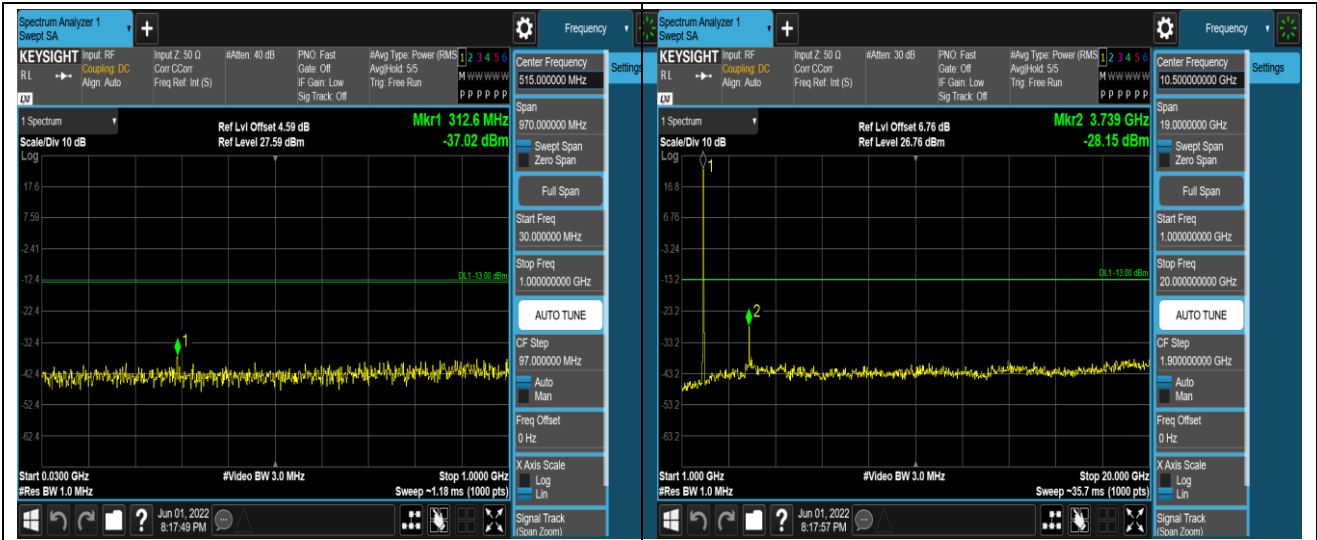 Spectrum Analyzer 1
Swept SA
+
Frequency
KEYSIGHT
RL
LXI
Input: RF
Coupling: DC
Align: Auto
Input Z: 50 Ω
Corr CCorr
Freq Ref: Int (S)
#Atten: 40 dB
PNO: Fast
Gate: Off
IF Gain: Low
Sig Track: Off
#Avg Type: Power (RMS
Avg|Hold: 5/5
Trig: Free Run
1 2 3 4 5 6
M W W W W W
P P P P P P
Center Frequency
515.000000 MHz
Settings
1 Spectrum
Scale/Div 10 dB
Log
Ref Lvl Offset 4.59 dB
Ref Level 27.59 dBm
Mkr1 312.6 MHz
-37.02 dBm
17.6
7.59
-2.41
-12.4
-22.4
-32.4
-42.4
-52.4
-62.4
DL1 -13.00 dBm
1
Start 0.0300 GHz
#Res BW 1.0 MHz
#Video BW 3.0 MHz
Stop 1.0000 GHz
Sweep ~1.18 ms (1000 pts)
Span
970.000000 MHz
Swept Span
Zero Span
Full Span
Start Freq
30.000000 MHz
Stop Freq
1.000000000 GHz
AUTO TUNE
CF Step
97.000000 MHz
Auto
Man
Freq Offset
0 Hz
X Axis Scale
Log
Lin
Signal Track
(Span Zoom)
?
Jun 01, 2022
8:17:49 PM
Spectrum Analyzer 1
Swept SA
+
Frequency
KEYSIGHT
RL
LXI
Input: RF
Coupling: DC
Align: Auto
Input Z: 50 Ω
Corr CCorr
Freq Ref: Int (S)
#Atten: 30 dB
PNO: Fast
Gate: Off
IF Gain: Low
Sig Track: Off
#Avg Type: Power (RMS
Avg|Hold: 5/5
Trig: Free Run
1 2 3 4 5 6
M W W W W W
P P P P P P
Center Frequency
10.500000000 GHz
Settings
1 Spectrum
Scale/Div 10 dB
Log
Ref Lvl Offset 6.76 dB
Ref Level 26.76 dBm
Mkr2 3.739 GHz
-28.15 dBm
16.8
6.76
-3.24
-13.2
-23.2
-33.2
-43.2
-53.2
-63.2
DL1 -13.00 dBm
1
2
Start 1.000 GHz
#Res BW 1.0 MHz
#Video BW 3.0 MHz
Stop 20.000 GHz
Sweep ~35.7 ms (1000 pts)
Span
19.0000000 GHz
Swept Span
Zero Span
Full Span
Start Freq
1.000000000 GHz
Stop Freq
20.000000000 GHz
AUTO TUNE
CF Step
1.900000000 GHz
Auto
Man
Freq Offset
0 Hz
X Axis Scale
Log
Lin
Signal Track
(Span Zoom)
?
Jun 01, 2022
8:17:57 PM